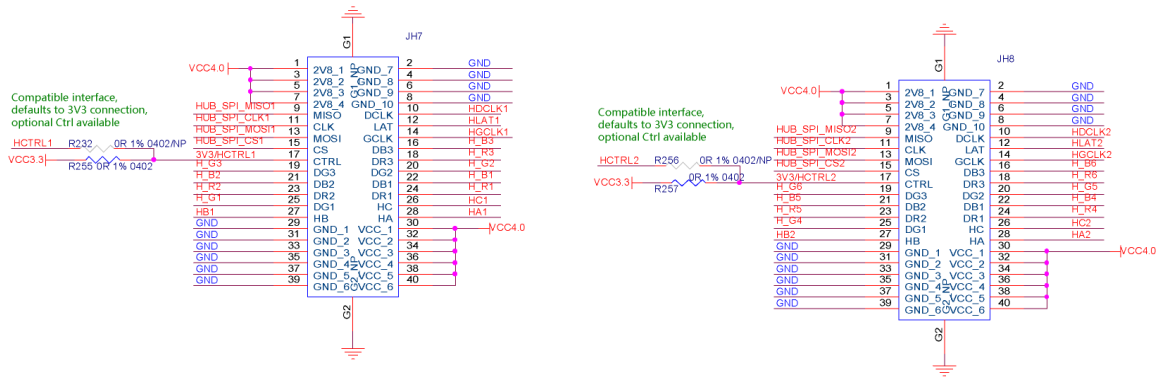 JH7
G1
VCC4.0 1 2V8_1 GND_7 2 GND
3 2V8_2 GND_8 4 GND
5 2V8_3 GND_9 6 GND
7 2V8_4 GND_10 8 GND
G1_NP
HUB_SPI_MISO1 9 MISO DCLK 10 HDCLK1
HUB_SPI_CLK1 11 CLK LAT 12 HLAT1
HUB_SPI_MOSI1 13 MOSI GCLK 14 HGCLK1
HUB_SPI_CS1 15 CS DB3 16 H_B3
3V3/HCTRL1 17 CTRL DR3 18 H_R3
H_G3 19 DG3 DG2 20 H_G2
H_B2 21 DB2 DB1 22 H_B1
H_R2 23 DR2 DR1 24 H_R1
H_G1 25 DG1 HC 26 HC1
HB1 27 HB HA 28 HA1
GND 29 GND_1 VCC_1 30 VCC4.0
GND 31 GND_2 VCC_2 32
GND 33 GND_3 VCC_3 34
GND 35 GND_4 VCC_4 36
GND 37 GND_5 VCC_5 38
GND 39 GND_6 VCC_6 40
G2_NP
G2
Compatible interface,
defaults to 3V3 connection,
optional Ctrl available
HCTRL1 R232 0R 1% 0402/NP
VCC3.3 R255 0R 1% 0402
JH8
G1
VCC4.0 1 2V8_1 GND_7 2 GND
3 2V8_2 GND_8 4 GND
5 2V8_3 GND_9 6 GND
7 2V8_4 GND_10 8 GND
G1_NP
HUB_SPI_MISO2 9 MISO DCLK 10 HDCLK2
HUB_SPI_CLK2 11 CLK LAT 12 HLAT2
HUB_SPI_MOSI2 13 MOSI GCLK 14 HGCLK2
HUB_SPI_CS2 15 CS DB3 16 H_B6
3V3/HCTRL2 17 CTRL DR3 18 H_R6
H_G6 19 DG3 DG2 20 H_G5
H_B5 21 DB2 DB1 22 H_B4
H_R5 23 DR2 DR1 24 H_R4
H_G4 25 DG1 HC 26 HC2
HB2 27 HB HA 28 HA2
GND 29 GND_1 VCC_1 30 VCC4.0
GND 31 GND_2 VCC_2 32
GND 33 GND_3 VCC_3 34
GND 35 GND_4 VCC_4 36
GND 37 GND_5 VCC_5 38
GND 39 GND_6 VCC_6 40
G2_NP
G2
Compatible interface,
defaults to 3V3 connection,
optional Ctrl available
HCTRL2 R256 0R 1% 0402/NP
VCC3.3 R257 0R 1% 0402